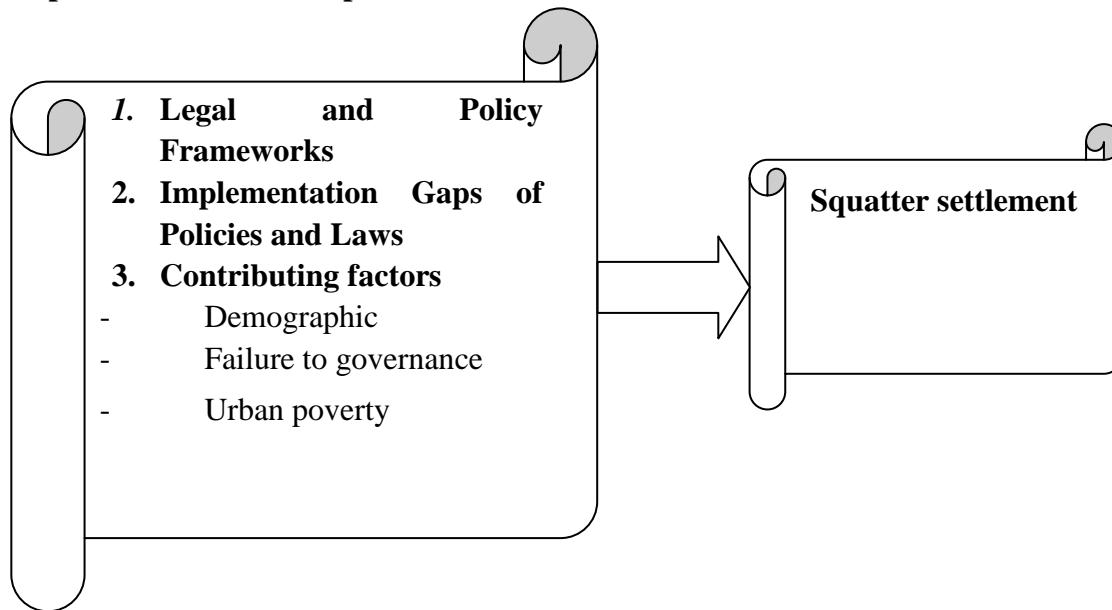 1. Legal and Policy
Frameworks
2. Implementation Gaps of
Policies and Laws
3. Contributing factors
- Demographic
- Failure to governance
- Urban poverty
Squatter settlement